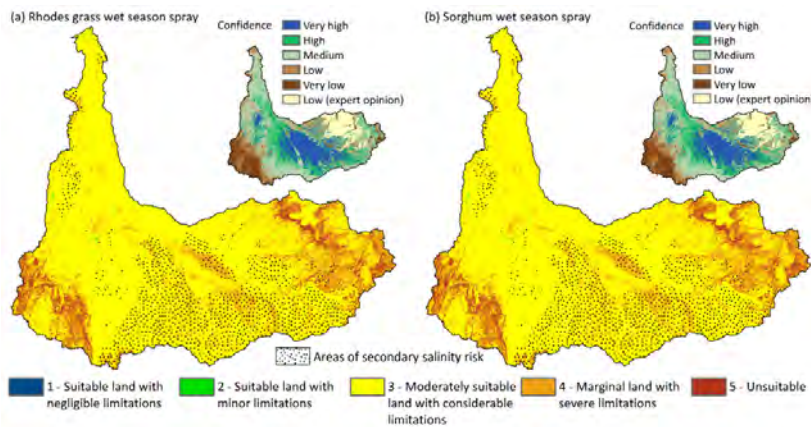 (a) Rhodes grass wet season spray
Confidence
Very high
High
Medium
Low
Very low
Low (expert opinion)
(b) Sorghum wet season spray
Confidence
Very high
High
Medium
Low
Very low
Low (expert opinion)
Areas of secondary salinity risk
1 - Suitable land with
negligible limitations
2 - Suitable land with
minor limitations
3 - Moderately suitable
land with considerable
limitations
4 - Marginal land with
severe limitations
5 - Unsuitable